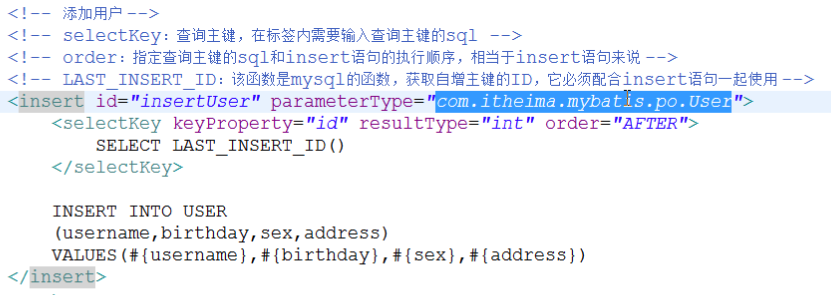 <!-- 添加用户 -->
<!-- selectKey：查询主键，在标签内需要输入查询主键的sql -->
<!-- order：指定查询主键的sql和insert语句的执行顺序，相当于insert语句来说 -->
<!-- LAST_INSERT_ID：该函数是mysql的函数，获取自增主键的ID，它必须配合insert语句一起使用 -->
<insert id="insertUser" parameterType="com.itheima.mybatis.po.User">
<selectKey keyProperty="id" resultType="int" order="AFTER">
SELECT LAST_INSERT_ID()
</selectKey>
INSERT INTO USER
(username,birthday,sex,address)
VALUES(#{username},#{birthday},#{sex},#{address})
</insert>